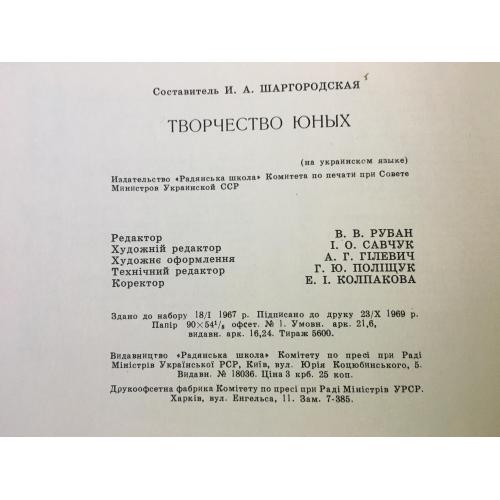 Составитель И. А. ШАРГОРОДСКАЯ
ТВОРЧЕСТВО ЮНЫХ
(на украинском языке)
Издательство «Радянська школа» Комитета по печати при Совете
Министров Украинской ССР
Редактор В. В. РУБАН
Художній редактор І. О. САВЧУК
Художнє оформлення А. Г. ГІЛЕВИЧ
Технічний редактор Г. Ю. ПОЛІЩУК
Коректор Е. І. КОЛПАКОВА
Здано до набору 18/I 1967 р. Підписано до друку 23/X 1969 р.
Папір 90×54¹/₈ офсет. № 1. Умовн. арк. 21,6,
видавн. арк. 16,24. Тираж 5600.
Видавництво «Радянська школа» Комітету по пресі при Раді
Міністрів Української РСР, Київ, вул. Юрія Коцюбинського, 5.
Видавн. № 18036. Ціна 3 крб. 25 коп.
Друкоофсетна фабрика Комітету по пресі при Раді Міністрів УРСР.
Харків, вул. Енгельса, 11. Зам. 7-385.